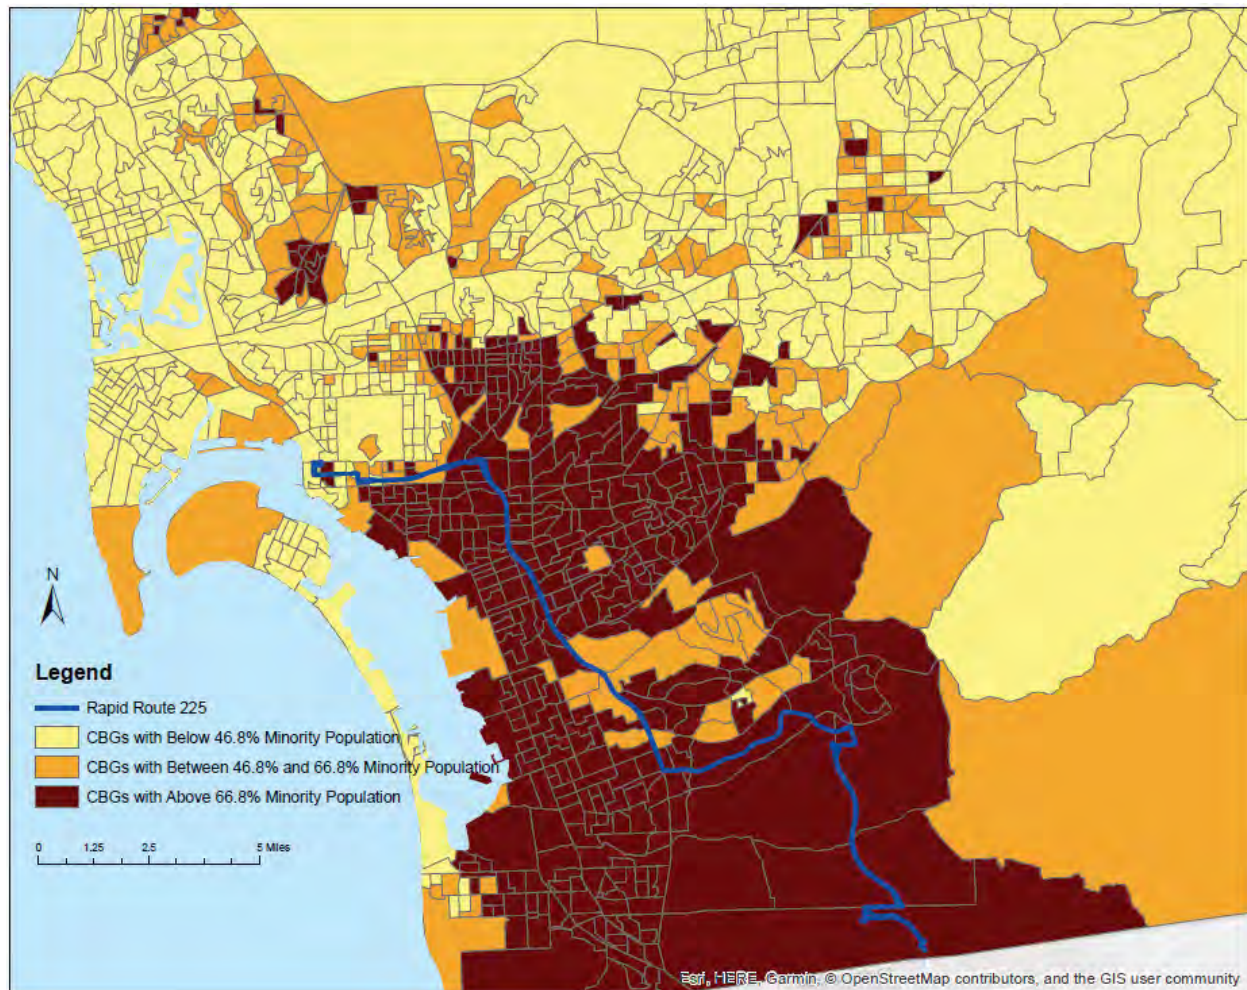 N
Legend
Rapid Route 225
CBGs with Below 46.8% Minority Population
CBGs with Between 46.8% and 66.8% Minority Population
CBGs with Above 66.8% Minority Population
0 1.25 2.5 5 Miles
Esri, HERE, Garmin, © OpenStreetMap contributors, and the GIS user community